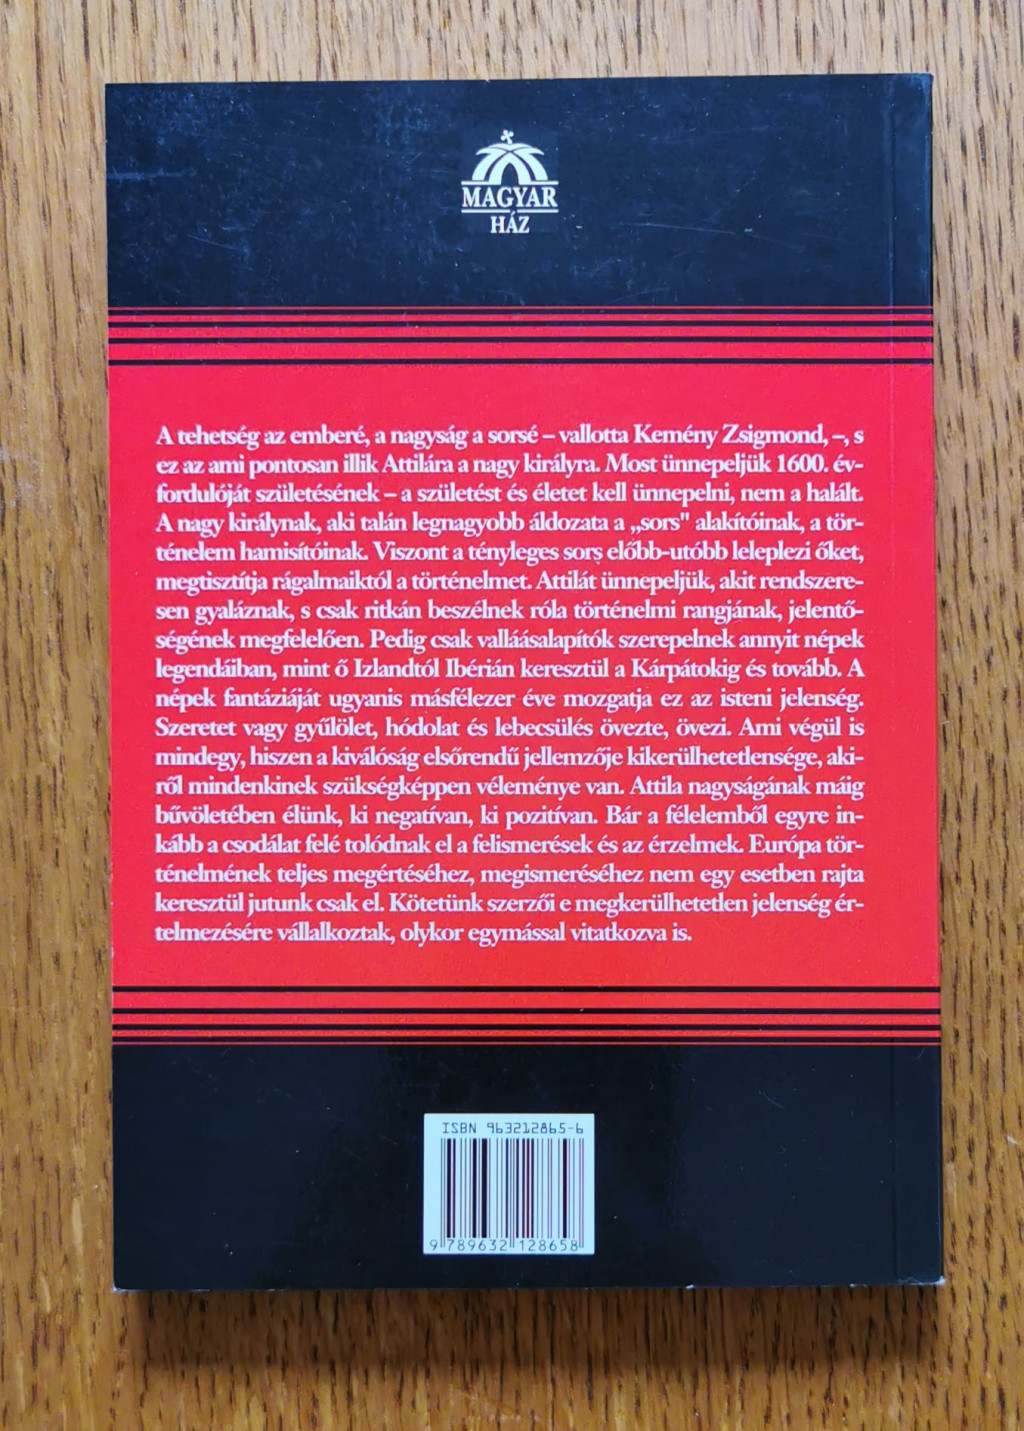 MAGYAR
HÁZ
A tehetség az emberé, a nagyság a sorsé – vallotta Kemény Zsigmond, –, s
ez az ami pontosan illik Attilára a nagy királyra. Most ünnepeljük 1600. év-
fordulóját születésének – a születést és életet kell ünnepelni, nem a halált.
A nagy királynak, aki talán legnagyobb áldozata a „sors" alakítóinak, a tör-
ténelem hamisítóinak. Viszont a tényleges sors előbb-utóbb leleplezi őket,
megtisztítja rágalmaiktól a történelmet. Attilát ünnepeljük, akit rendszere-
sen gyaláznak, s csak ritkán beszélnek róla történelmi rangjának, jelentő-
ségének megfelelően. Pedig csak valláásalapítók szerepelnek annyit népek
legendáiban, mint ő Izlandtól Ibérián keresztül a Kárpátokig és tovább. A
népek fantáziáját ugyanis másfélezer éve mozgatja ez az isteni jelenség.
Szeretet vagy gyűlölet, hódolat és lebecsülés övezte, övezi. Ami végül is
mindegy, hiszen a kiválóság elsőrendű jellemzője kikerülhetetlensége, aki-
ről mindenkinek szükségképpen véleménye van. Attila nagyságának máig
bűvöletében élünk, ki negatívan, ki pozitívan. Bár a félelemből egyre in-
kább a csodálat felé tolódnak el a felismerések és az érzelmek. Európa tör-
ténelmének teljes megértéséhez, megismeréséhez nem egy esetben rajta
keresztül jutunk csak el. Kötetünk szerzői e megkerülhetetlen jelenség ér-
telmezésére vállalkoztak, olykor egymással vitatkozva is.
ISBN 963212865-6
9 789632 128658